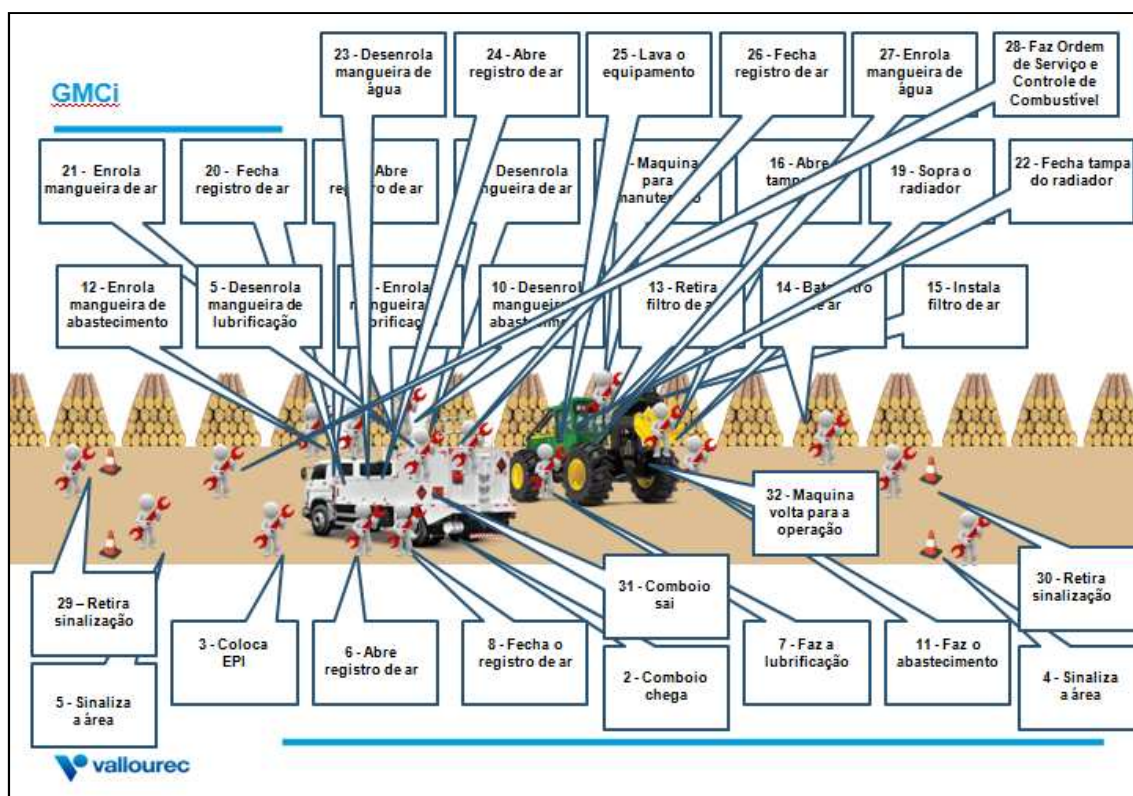 23 - Desenrola
mangueira de
água
24 - Abre
registro de ar
25 - Lava o
equipamento
26 - Fecha
registro de ar
27- Enrola
mangueira de
água
28- Faz Ordem
de Serviço e
Controle de
Combustível
GMCi
21 - Enrola
mangueira de ar
20 - Fecha
registro de ar
Abre
de ar
Desenrola
de ar
Maquina
para
16 - Abre
19 - Sopra o
radiador
22 - Fecha tampa
do radiador
12 - Enrola
mangueira de
abastecimento
5 - Desenrola
mangueira de
lubrificação
- Enrola
mangueira
10 - Desenrola
13 - Retira
filtro de ar
14 -
ar
15 - Instala
filtro de ar
32 - Maquina
volta para a
operação
29 – Retira
sinalização
31 - Comboio
sai
30 - Retira
sinalização
3 - Coloca
EPI
6 - Abre
registro de ar
8 - Fecha o
registro de ar
7 - Faz a
lubrificação
11 - Faz o
abastecimento
2 - Comboio
chega
4 - Sinaliza
a área
5 - Sinaliza
a área
vallourec